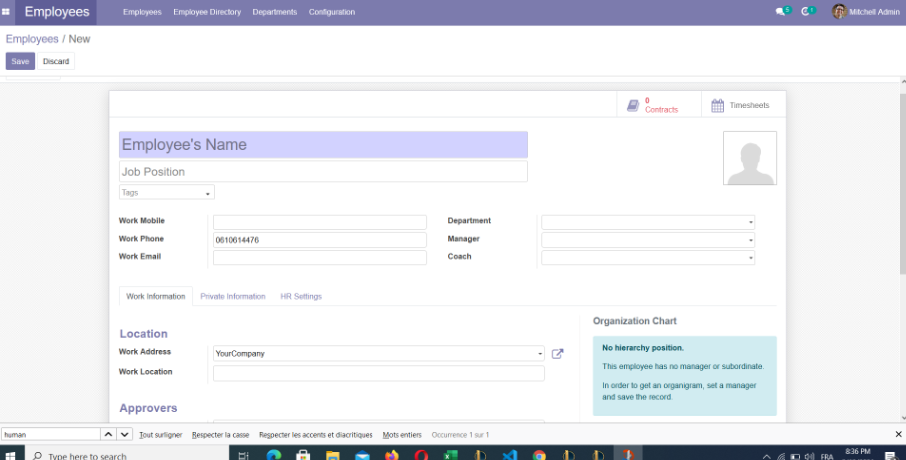 Employees Employees Employee Directory Departments Configuration 5 1 Mitchell Admin
Employees / New
Save Discard
0
Contracts Timesheets
Employee's Name
Job Position
Tags
Work Mobile Department
Work Phone 0610614476 Manager
Work Email Coach
Work Information Private Information HR Settings
Organization Chart
Location
No hierarchy position.
Work Address YourCompany
This employee has no manager or subordinate.
Work Location
In order to get an organigram, set a manager
and save the record.
Approvers
human Tout surligner Respecter la casse Respecter les accents et diacritiques Mots entiers Occurrence 1 sur 1
Type here to search FRA 8:36 PM